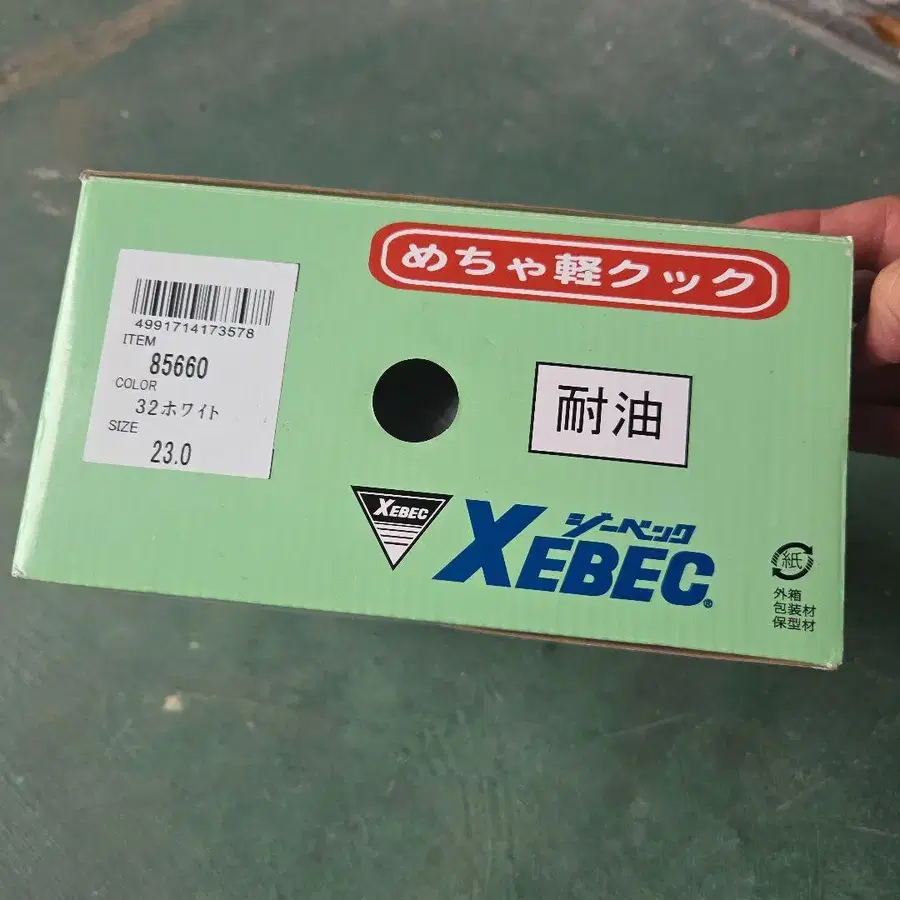 めちゃ軽クック
4991714173578
ITEM
85660
COLOR
32ホワイト
SIZE
23.0
耐油
XEBEC
ジーベック
XEBEC®
紙
外箱
包装材
保型材